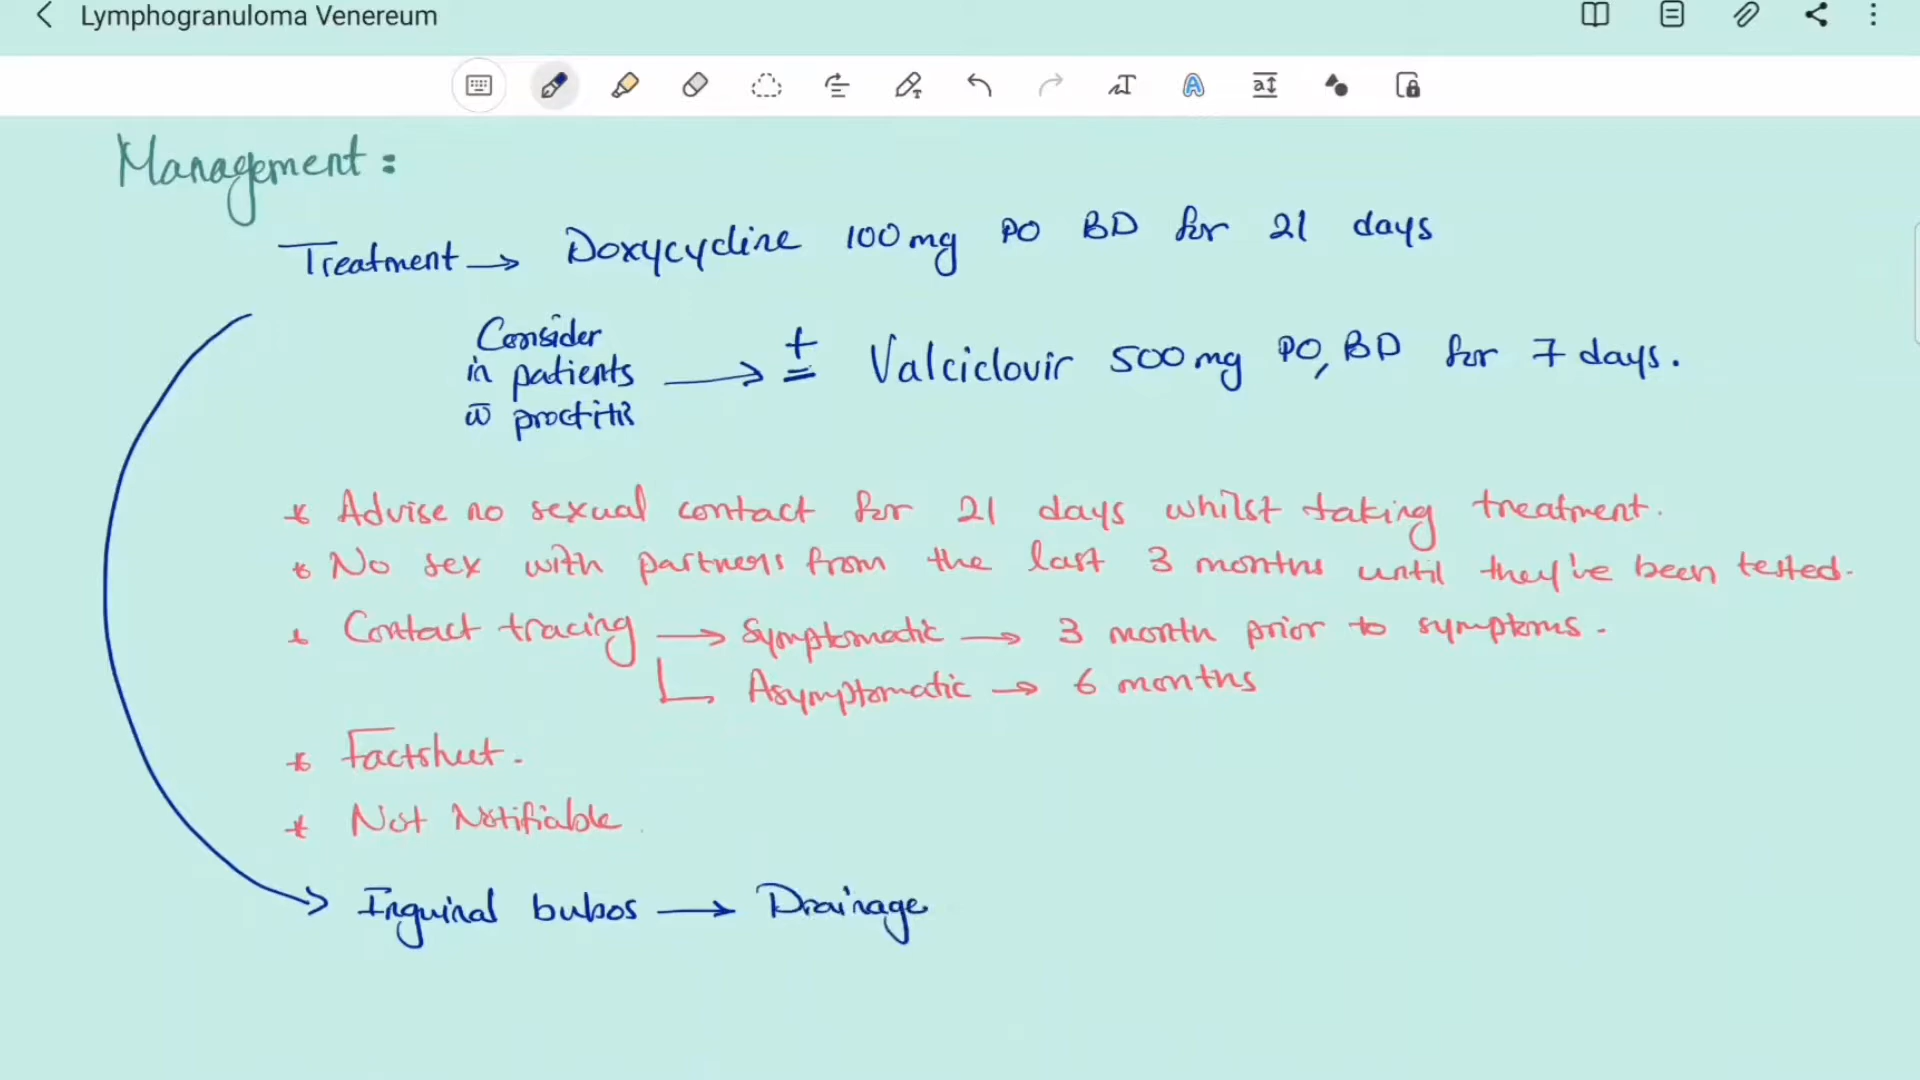 Lymphogranuloma Venereum
Management :
Treatment → Doxycycline 100mg PO BD for 21 days
Consider in patients w̄ proctitis → ± Valciclovir 500mg PO, BD for 7 days.
* Advise no sexual contact for 21 days whilst taking treatment.
* No sex with partners from the last 3 months until they've been tested.
* Contact tracing → Symptomatic → 3 month prior to symptoms.
Asymptomatic → 6 months
* Factsheet.
* Not Notifiable
→ Inguinal bubos → Drainage